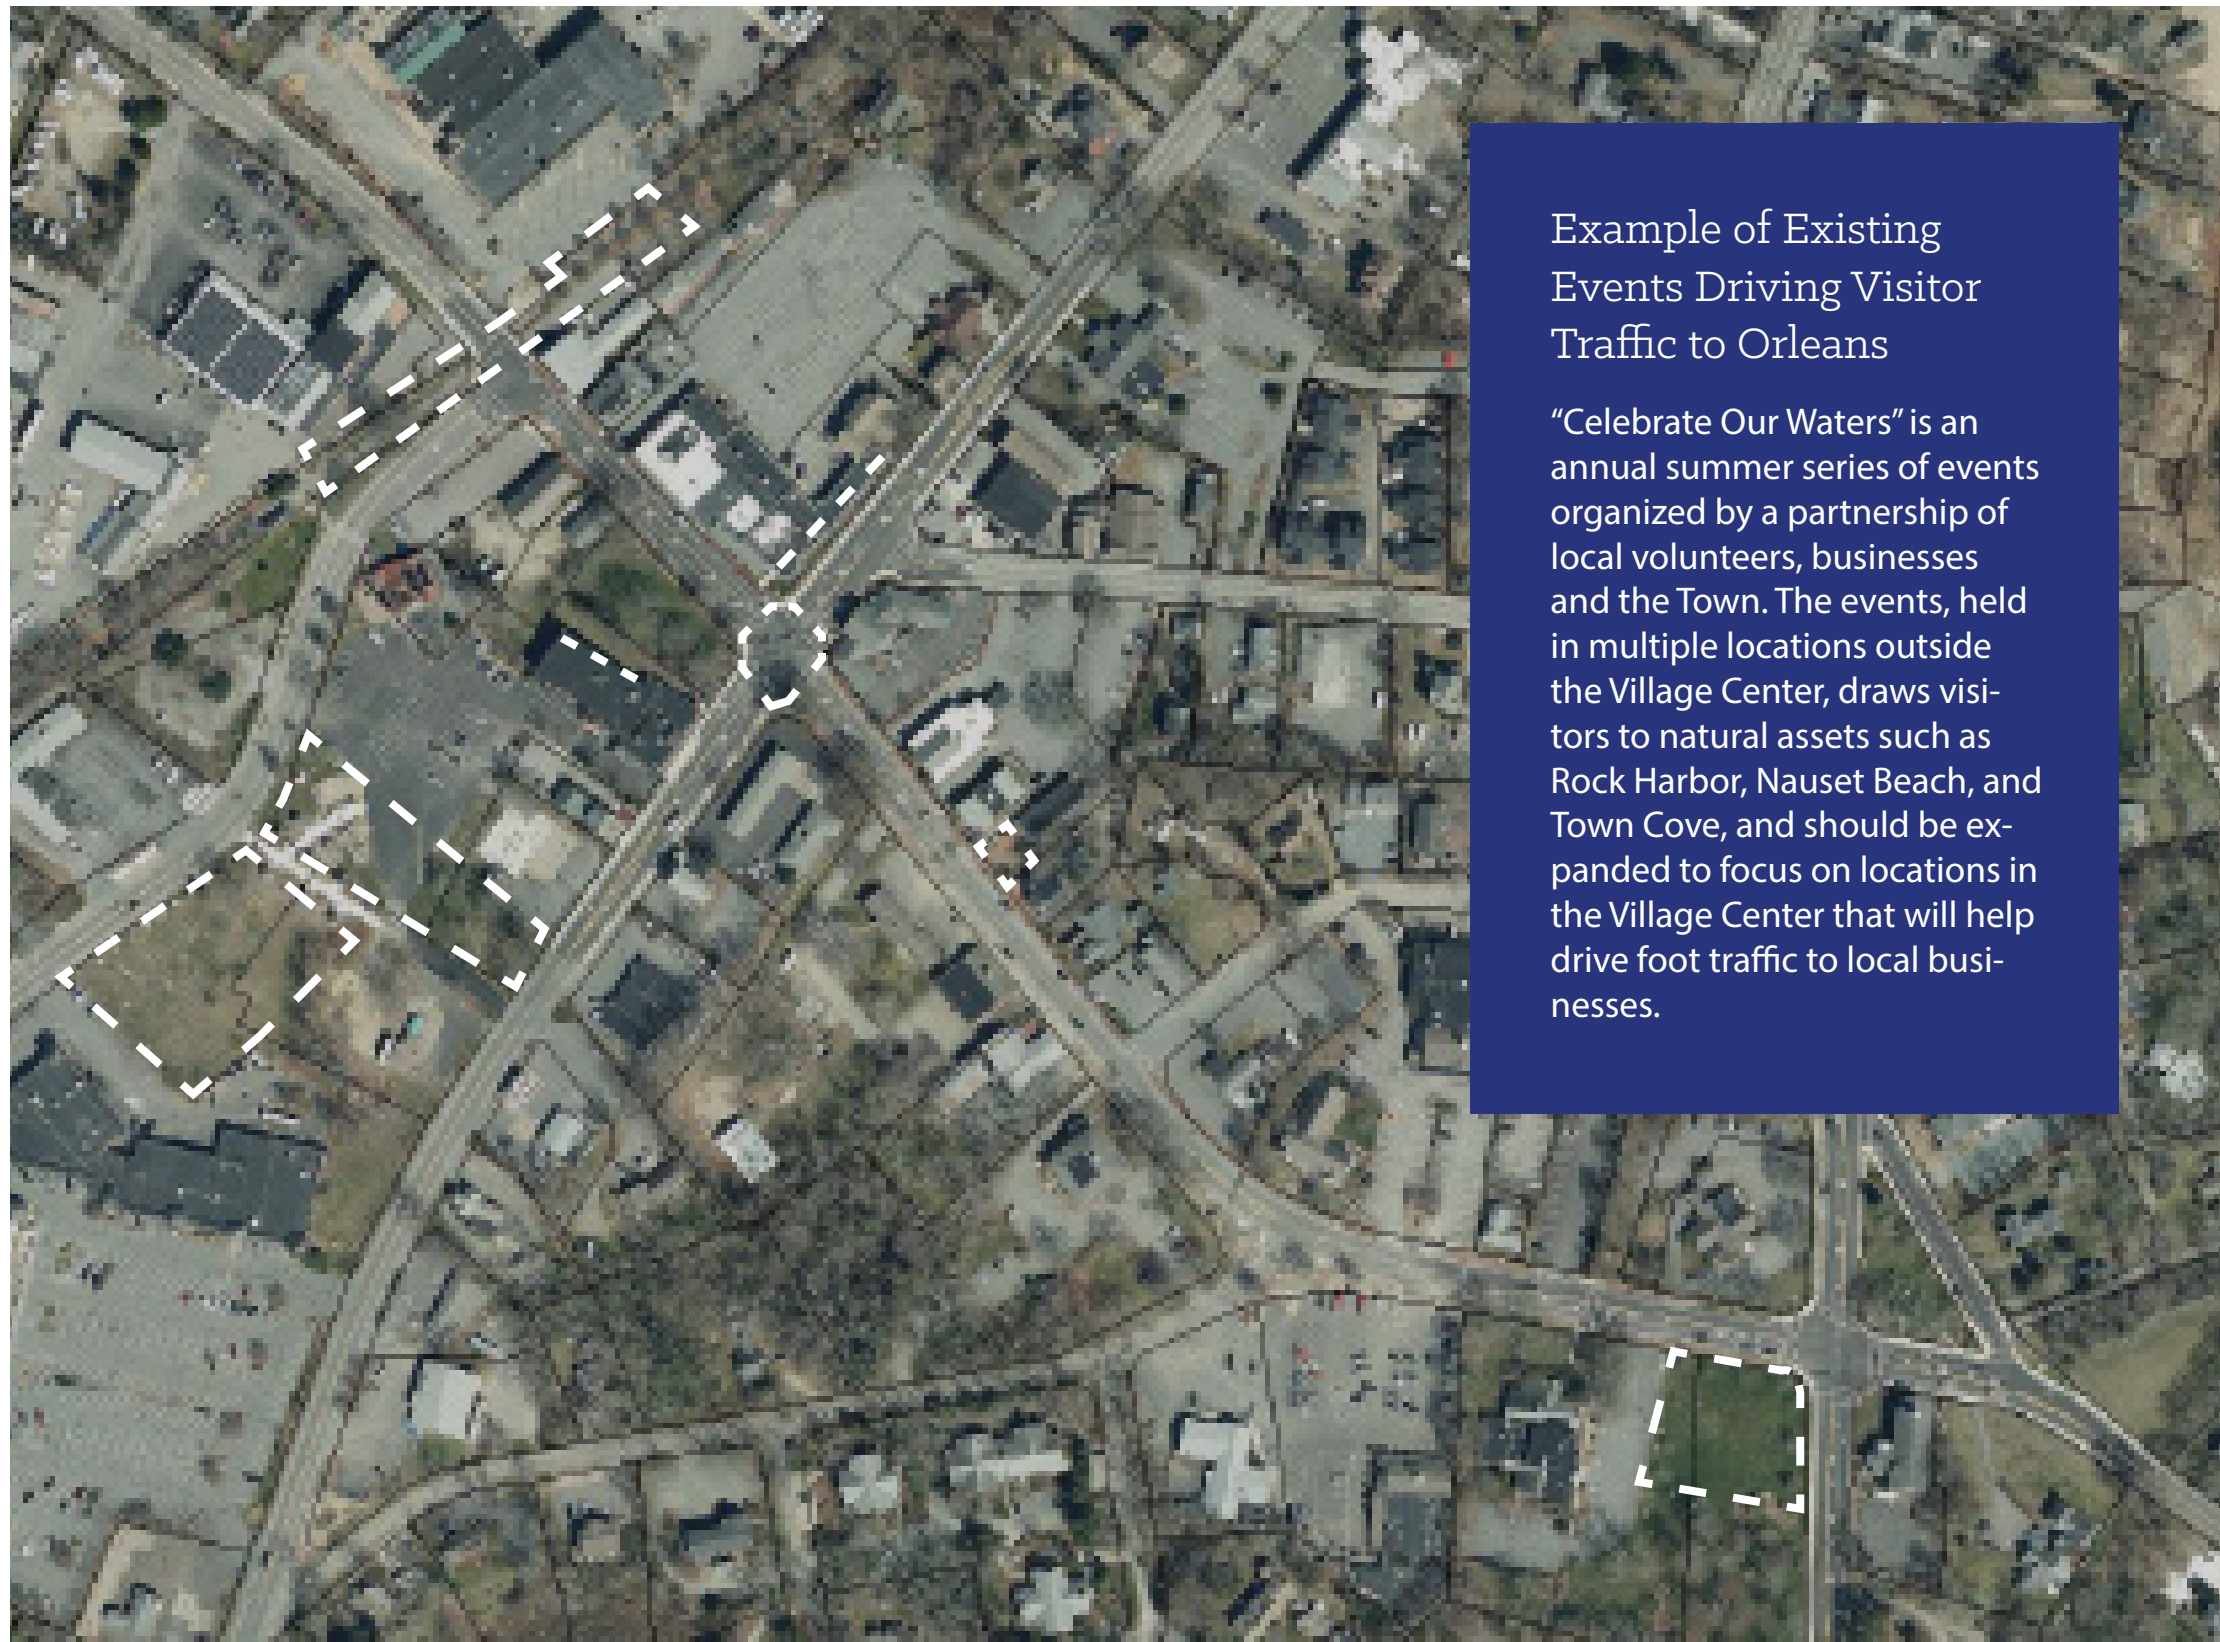 Example of Existing
Events Driving Visitor
Traffic to Orleans
“Celebrate Our Waters” is an
annual summer series of events
organized by a partnership of
local volunteers, businesses
and the Town. The events, held
in multiple locations outside
the Village Center, draws visi-
tors to natural assets such as
Rock Harbor, Nauset Beach, and
Town Cove, and should be ex-
panded to focus on locations in
the Village Center that will help
drive foot traffic to local busi-
nesses.